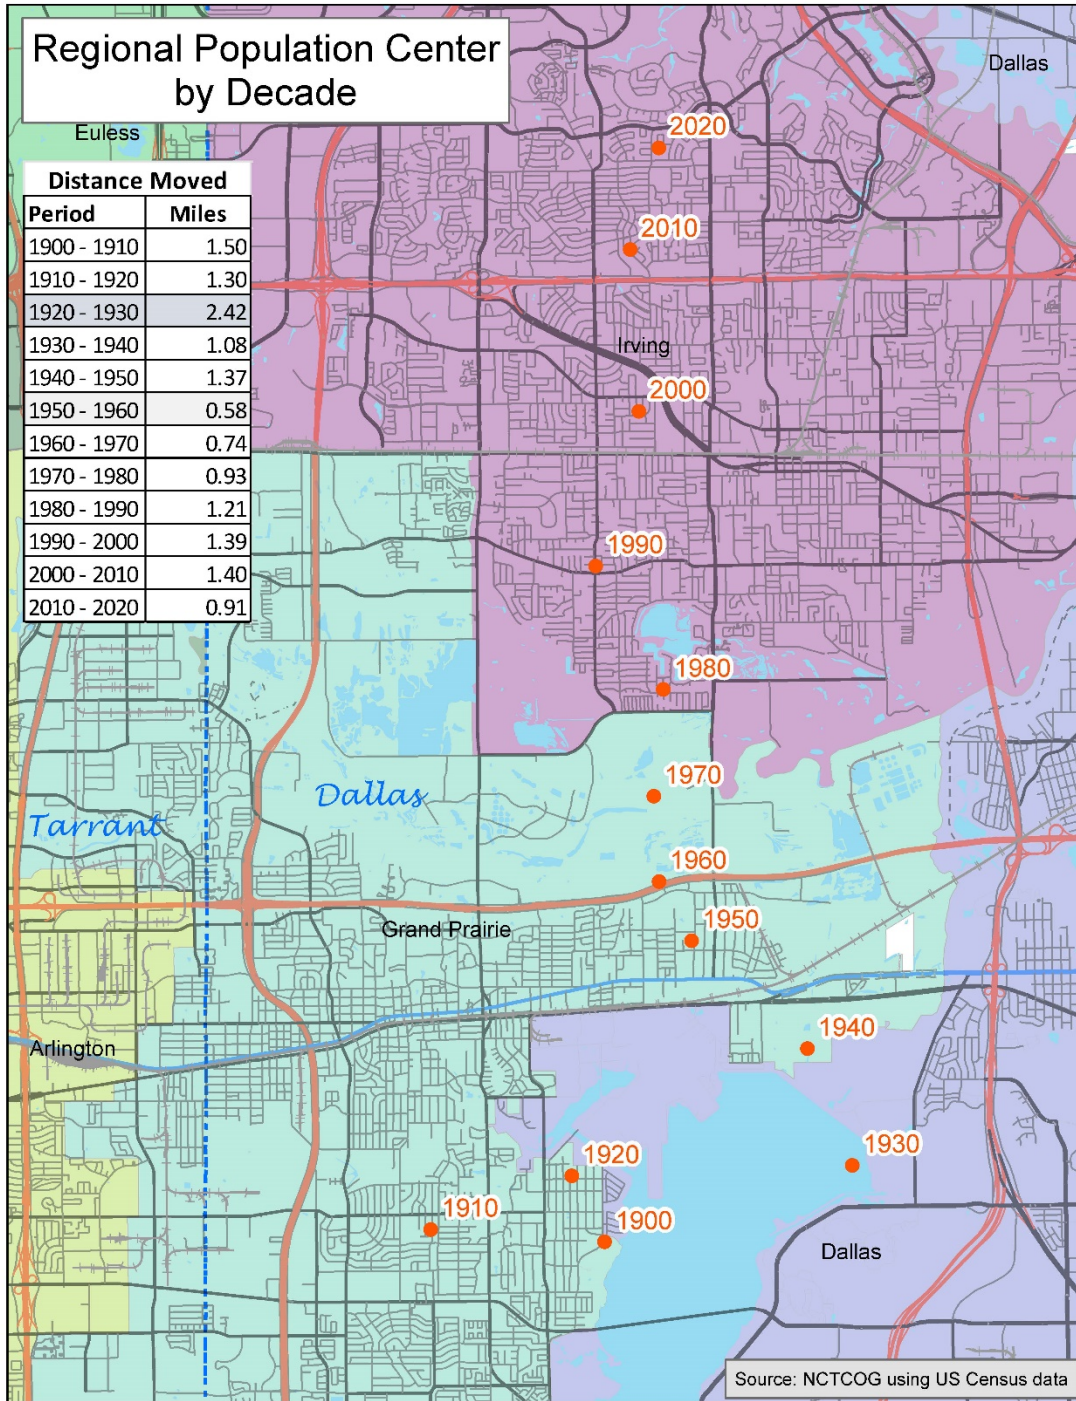 Regional Population Center
by Decade
Dallas
Euless
2020
Distance Moved
Period Miles
1900 - 1910 1.50
1910 - 1920 1.30
1920 - 1930 2.42
1930 - 1940 1.08
1940 - 1950 1.37
1950 - 1960 0.58
1960 - 1970 0.74
1970 - 1980 0.93
1980 - 1990 1.21
1990 - 2000 1.39
2000 - 2010 1.40
2010 - 2020 0.91
2010
Irving
2000
1990
1980
1970
Dallas
Tarrant
1960
1950
Grand Prairie
1940
Arlington
1930
1920
1910
1900
Dallas
Source: NCTCOG using US Census data